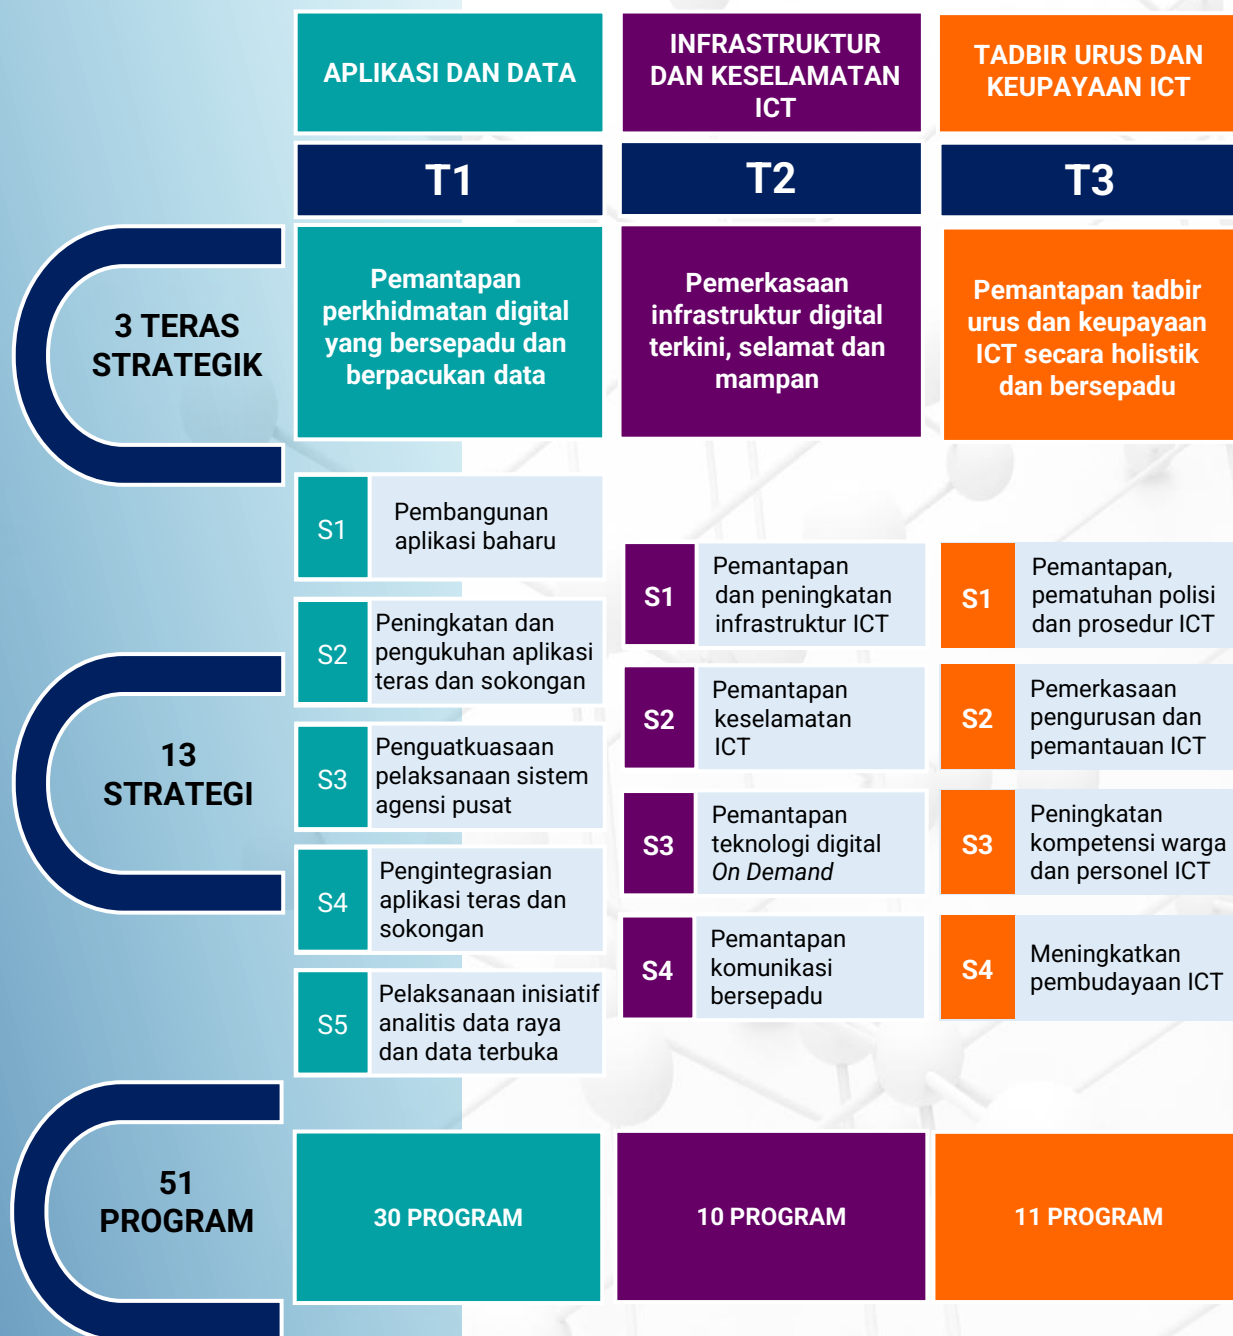 APLIKASI DAN DATA
INFRASTRUKTUR
DAN KESELAMATAN
ICT
TADBIR URUS DAN
KEUPAYAAN ICT
T1
T2
T3
3 TERAS
STRATEGIK
Pemantapan
perkhidmatan digital
yang bersepadu dan
berpacukan data
Pemerkasaan
infrastruktur digital
terkini, selamat dan
mampan
Pemantapan tadbir
urus dan keupayaan
ICT secara holistik
dan bersepadu
13
STRATEGI
S1
Pembangunan
aplikasi baharu
S2
Peningkatan dan
pengukuhan aplikasi
teras dan sokongan
S3
Penguatkuasaan
pelaksanaan sistem
agensi pusat
S4
Pengintegrasian
aplikasi teras dan
sokongan
S5
Pelaksanaan inisiatif
analitis data raya
dan data terbuka
S1
Pemantapan
dan peningkatan
infrastruktur ICT
S2
Pemantapan
keselamatan
ICT
S3
Pemantapan
teknologi digital
On Demand
S4
Pemantapan
komunikasi
bersepadu
S1
Pemantapan,
pematuhan polisi
dan prosedur ICT
S2
Pemerkasaan
pengurusan dan
pemantauan ICT
S3
Peningkatan
kompetensi warga
dan personel ICT
S4
Meningkatkan
pembudayaan ICT
51
PROGRAM
30 PROGRAM
10 PROGRAM
11 PROGRAM